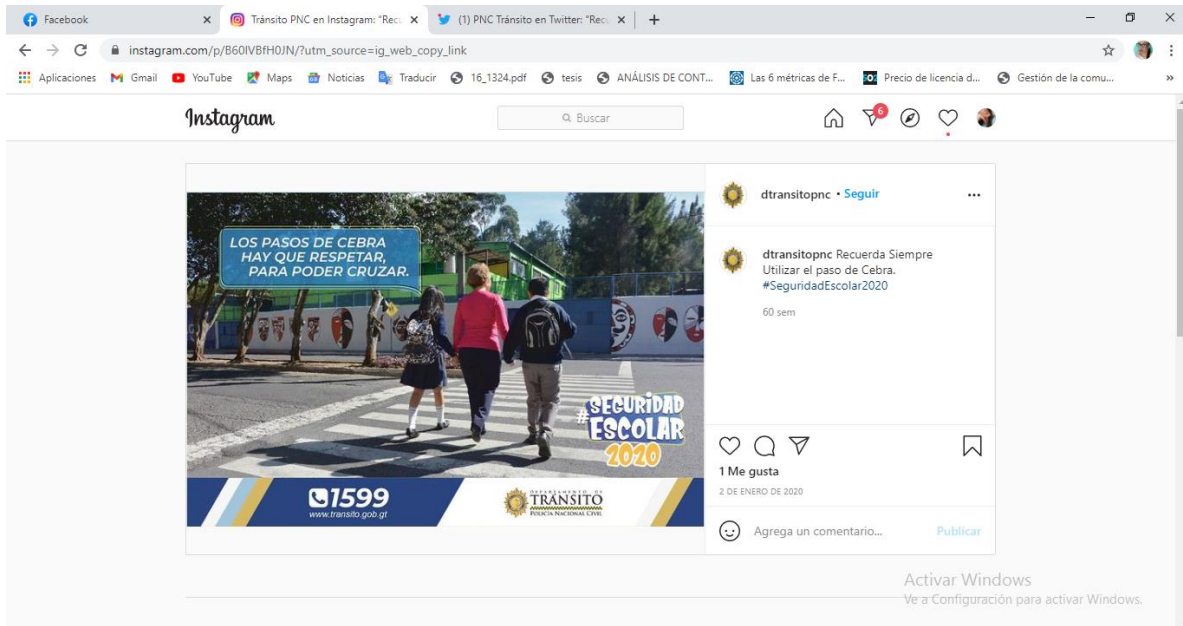 Facebook
Tránsito PNC en Instagram: "Recu
(1) PNC Tránsito en Twitter: "Recu
instagram.com/p/B60IVBfH0JN/?utm_source=ig_web_copy_link
Aplicaciones Gmail YouTube Maps Noticias Traducir 16_1324.pdf tesis ANÁLISIS DE CONT... Las 6 métricas de F... Precio de licencia d... Gestión de la comu... »
Instagram
Buscar
6
LOS PASOS DE CEBRA
HAY QUE RESPETAR,
PARA PODER CRUZAR.
#SEGURIDAD
ESCOLAR
2020
1599
www.transito.gob.gt
DEPARTAMENTO DE
TRÁNSITO
POLICÍA NACIONAL CIVIL
dtransitopnc • Seguir
dtransitopnc Recuerda Siempre
Utilizar el paso de Cebra.
#SeguridadEscolar2020
60 sem
1 Me gusta
2 DE ENERO DE 2020
Agrega un comentario... Publicar
Activar Windows
Ve a Configuración para activar Windows.